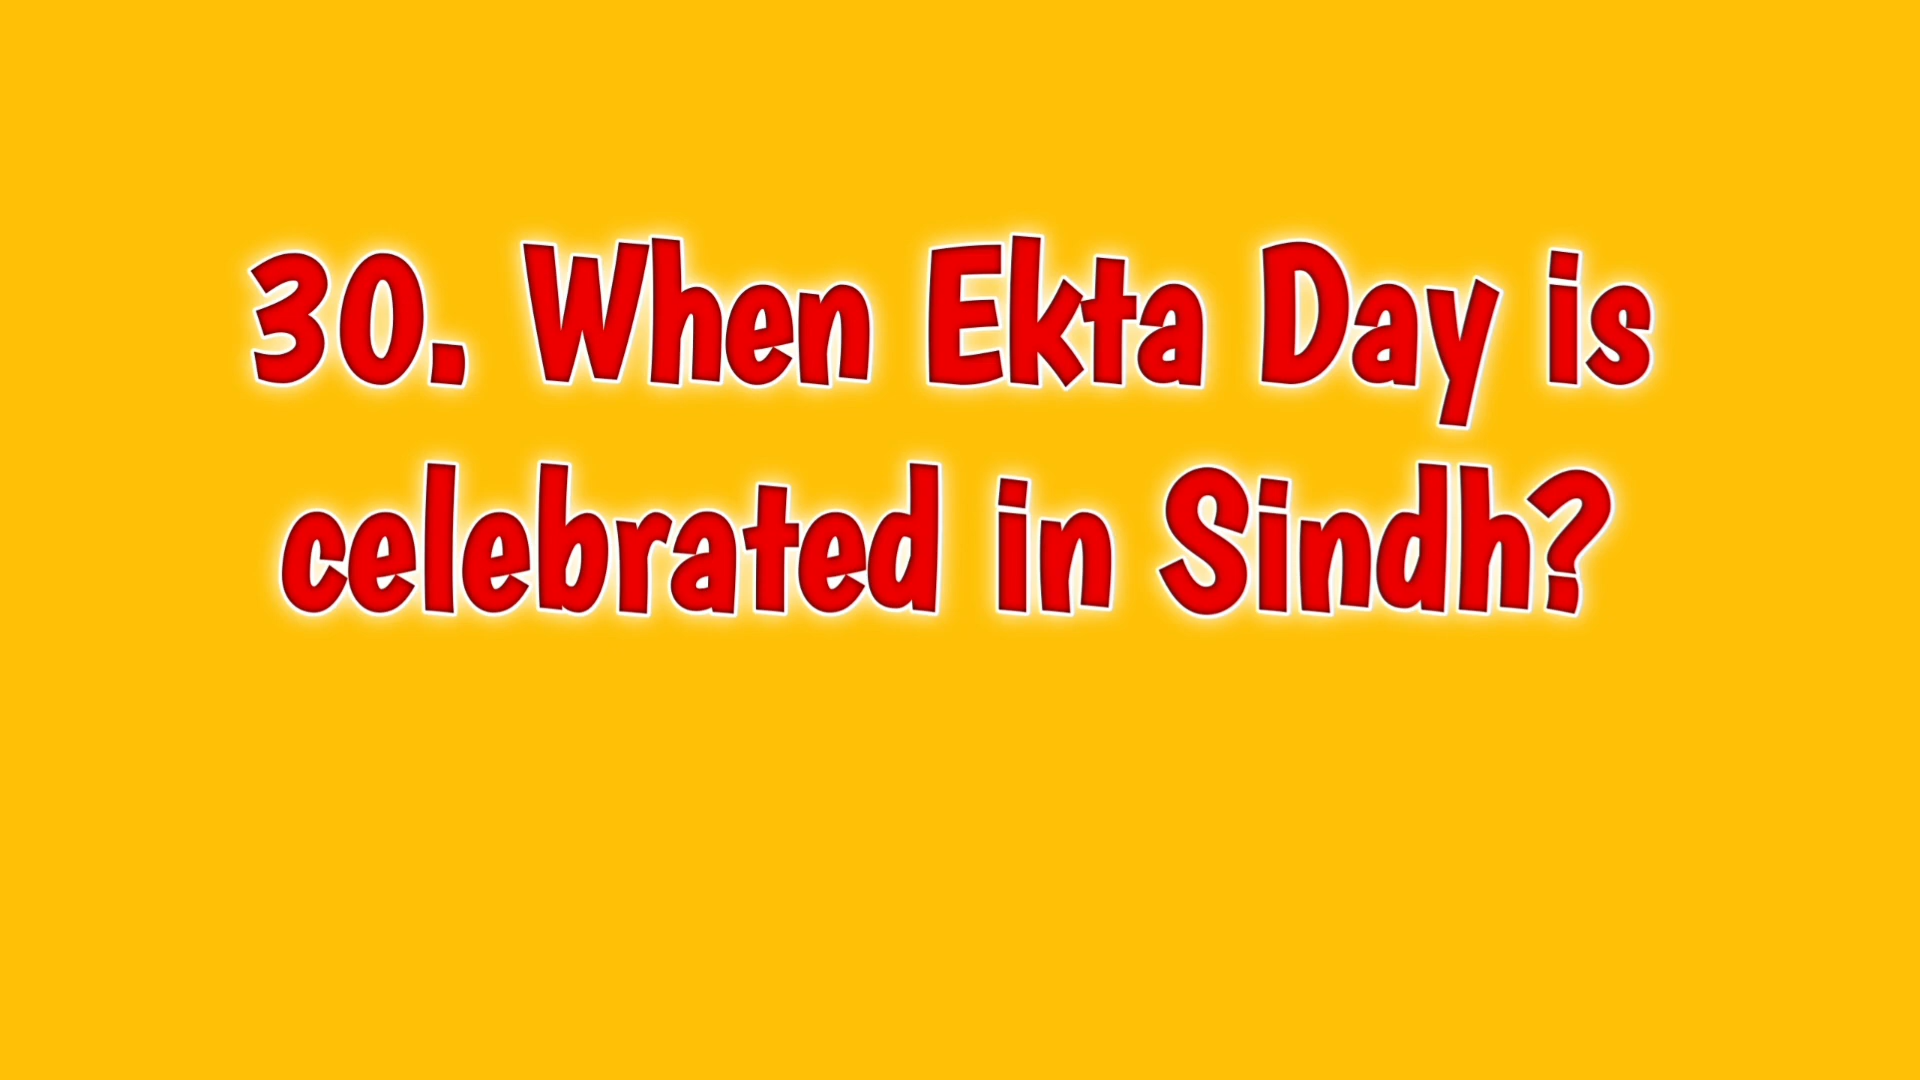 30. When Ekta Day is
celebrated in Sindh?